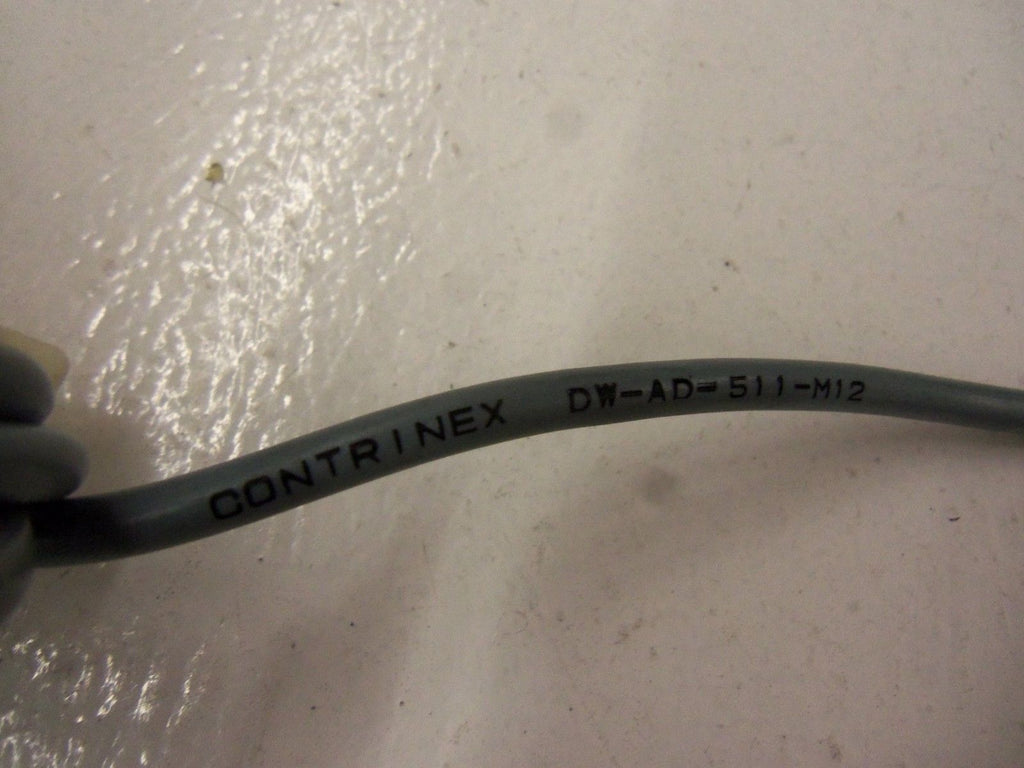 CONTRINEX DW-AD-511-M12